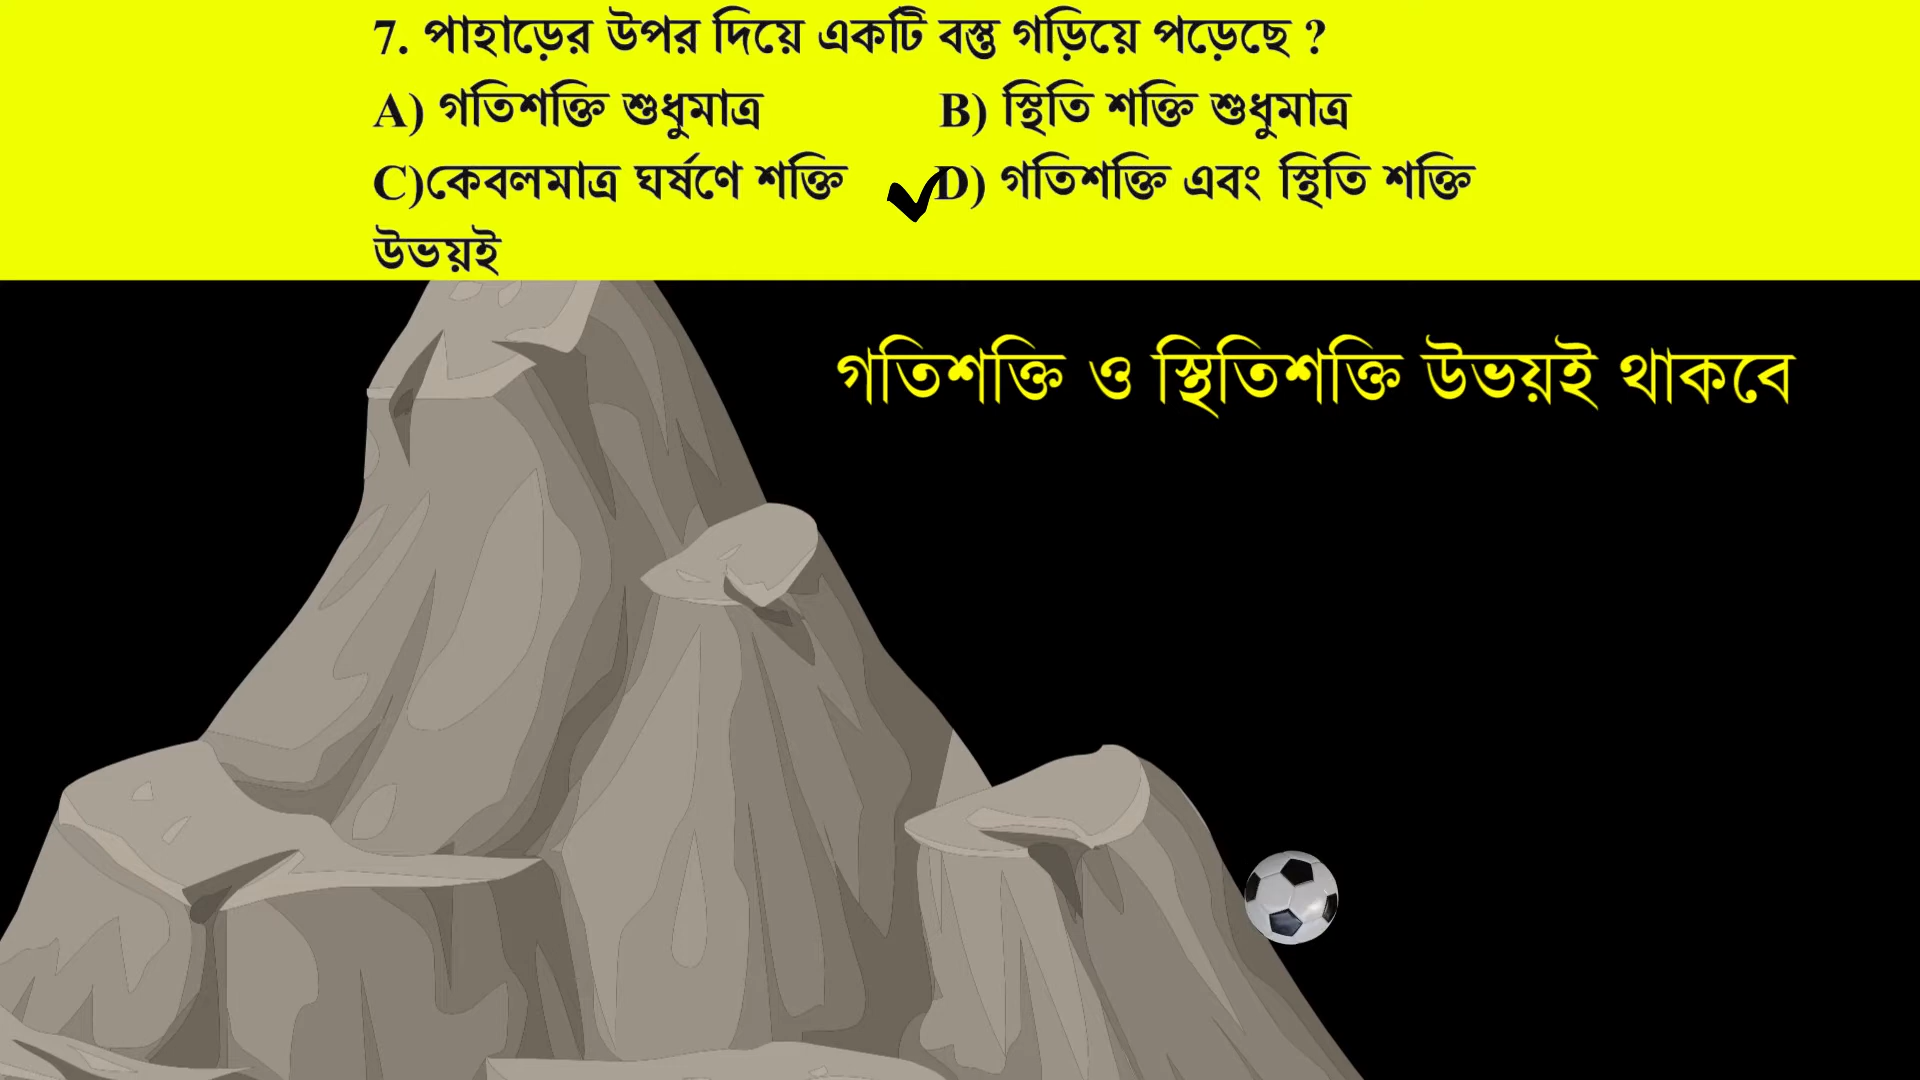 7. পাহাড়ের উপর দিয়ে একটি বস্তু গড়িয়ে পড়েছে ?
A) গতিশক্তি শুধুমাত্র B) স্থিতি শক্তি শুধুমাত্র
C)কেবলমাত্র ঘর্ষণে শক্তি D) গতিশক্তি এবং স্থিতি শক্তি
উভয়ই
গতিশক্তি ও স্থিতিশক্তি উভয়ই থাকবে